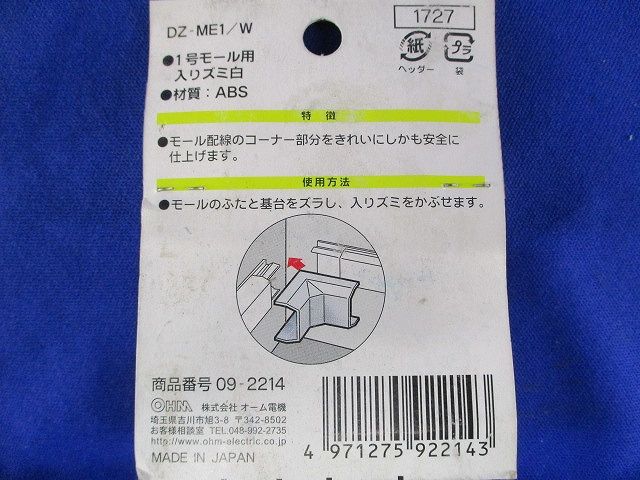 DZ-ME1/W
1727
●1号モール用
入りズミ白
●材質：ABS
紙
ヘッダー
プラ
袋
特 徴
●モール配線のコーナー部分をきれいにしかも安全に
仕上げます。
使用方法
●モールのふたと基台をズラし、入りズミをかぶせます。
商品番号 09-2214
OHM 株式会社 オーム電機
埼玉県吉川市旭3-8 〒342-8502
お客様相談室 TEL.048-992-2735
http://www.ohm-electric.co.jp
MADE IN JAPAN
4 971275 922143